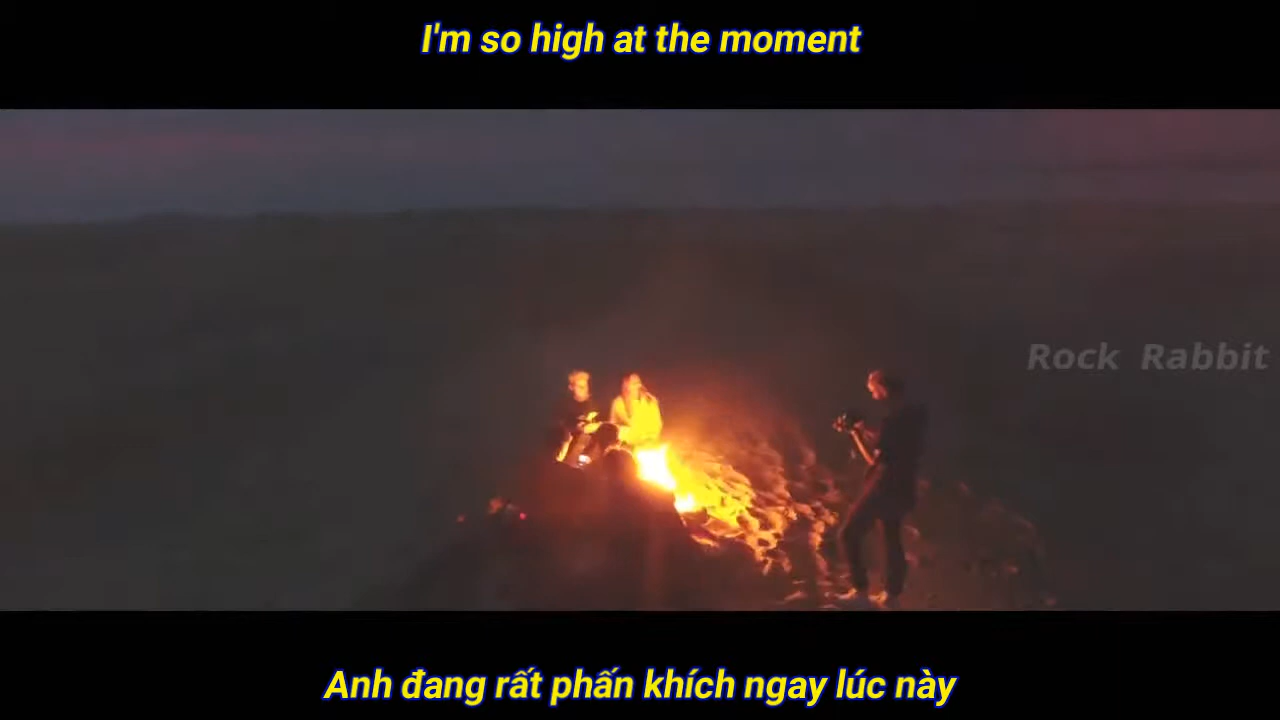 I'm so high at the moment
Rock Rabbit
Anh đang rất phấn khích ngay lúc này